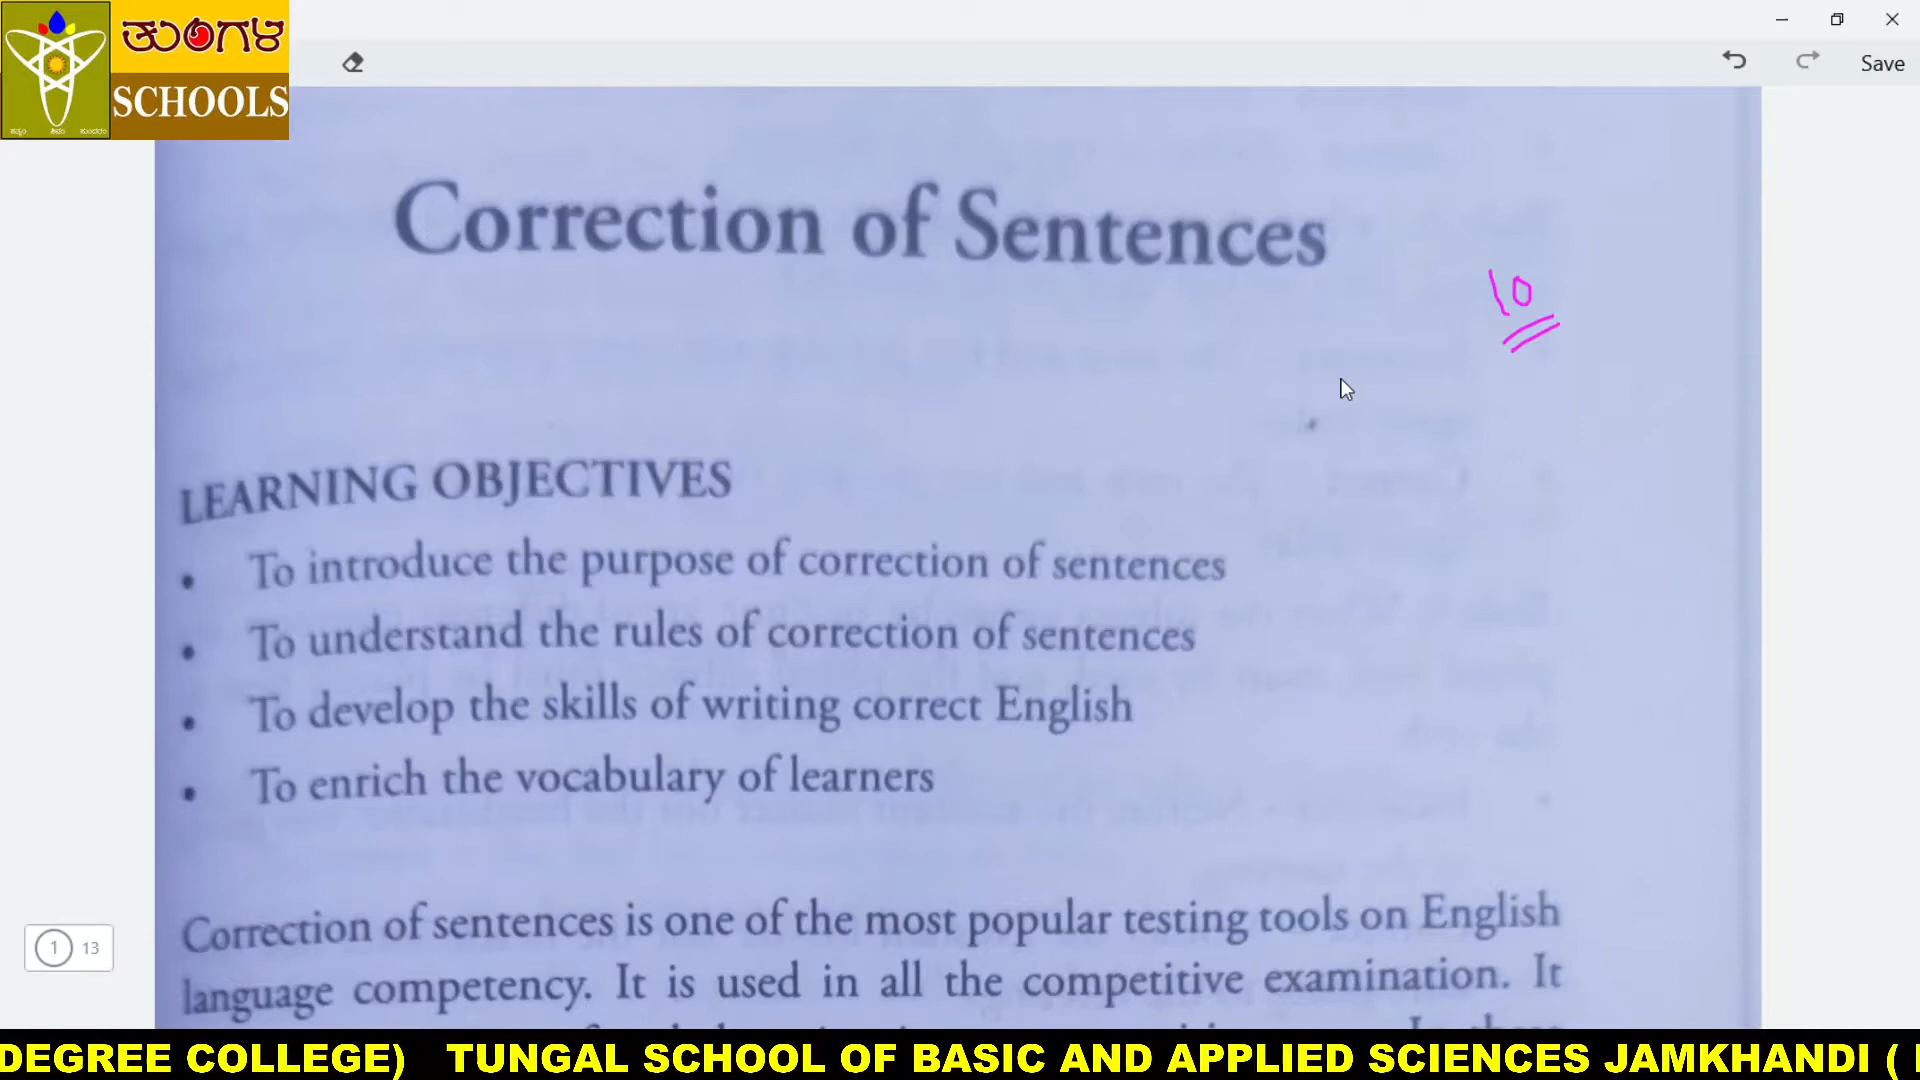 ತುಂಗಳ
SCHOOLS
Save
Correction of Sentences
10
LEARNING OBJECTIVES
• To introduce the purpose of correction of sentences
• To understand the rules of correction of sentences
• To develop the skills of writing correct English
• To enrich the vocabulary of learners
Correction of sentences is one of the most popular testing tools on English
language competency. It is used in all the competitive examination. It
1 13
DEGREE COLLEGE) TUNGAL SCHOOL OF BASIC AND APPLIED SCIENCES JAMKHANDI (